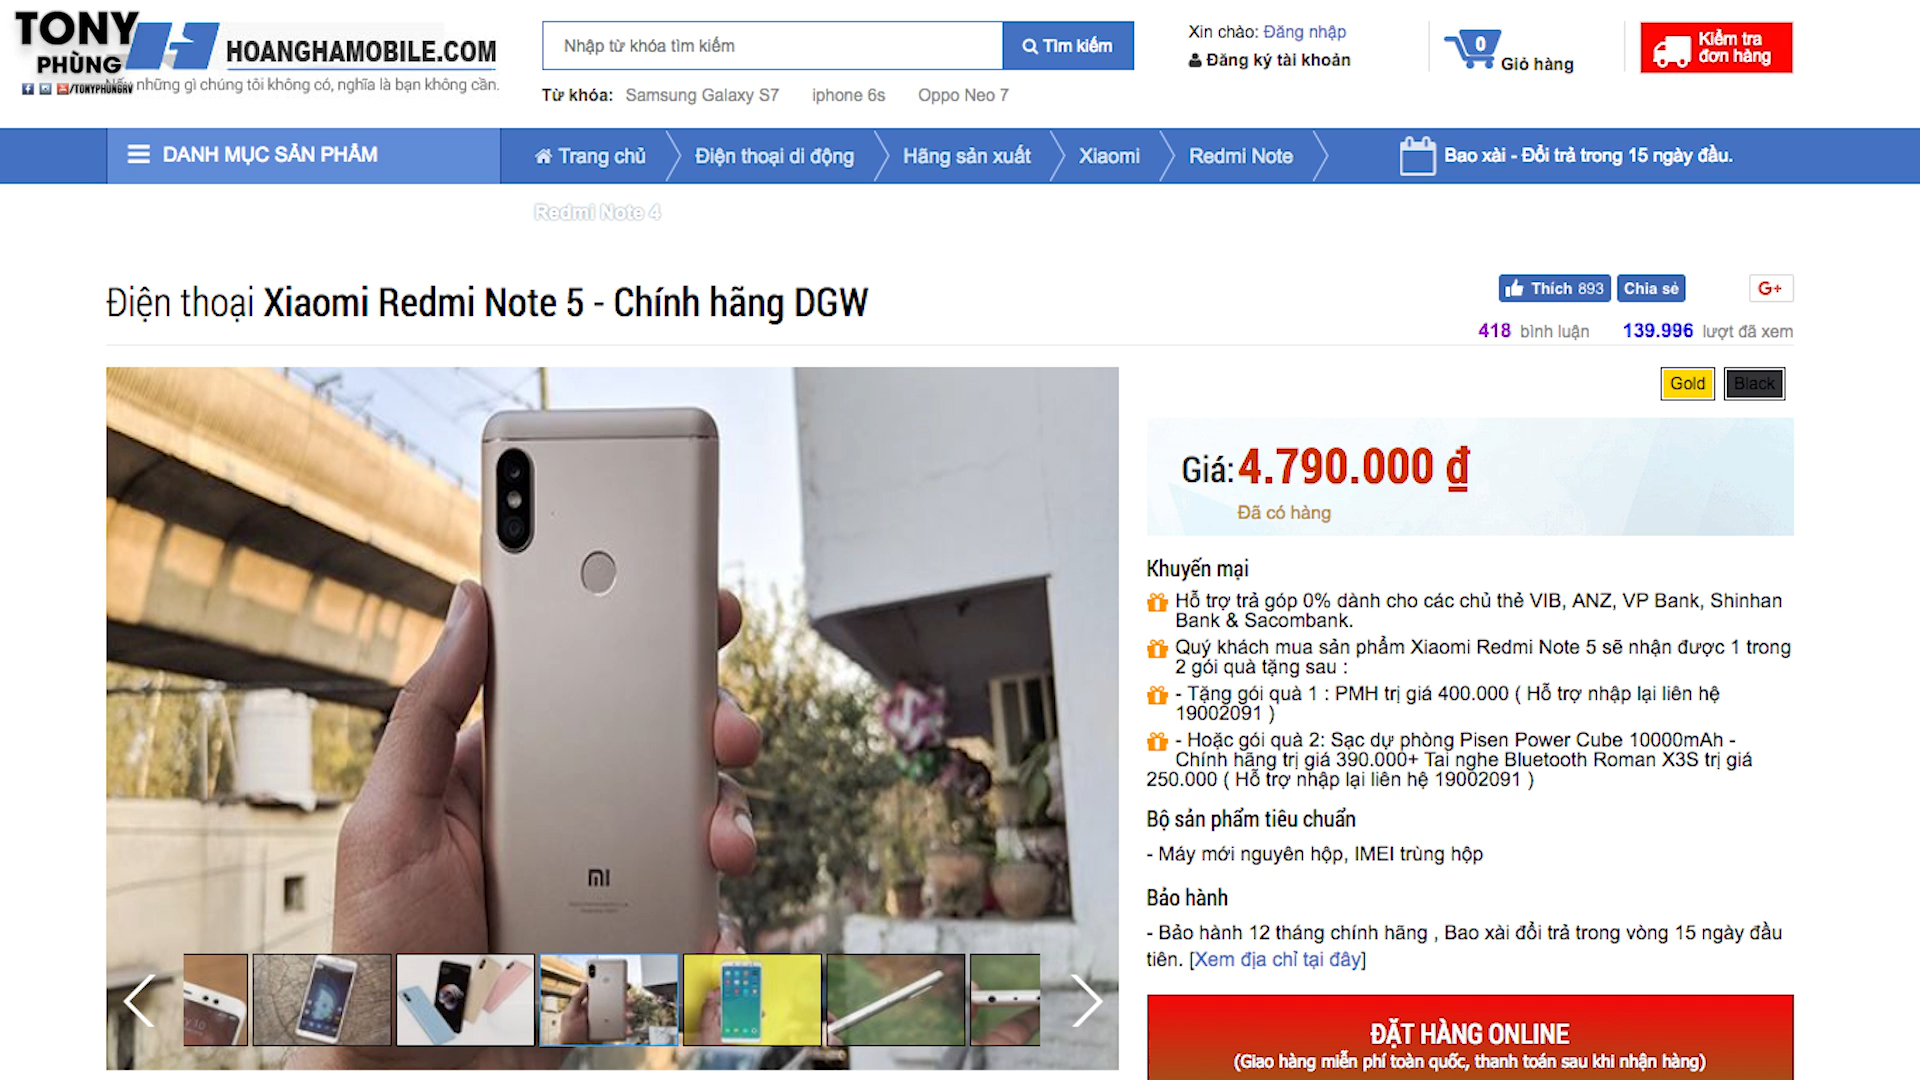 TONY
PHÙNG
/TONYPHUNGRV
HOANGHAMOBILE.COM
Nếu những gì chúng tôi không có, nghĩa là bạn không cần.
Nhập từ khóa tìm kiếm
Tìm kiếm
Từ khóa: Samsung Galaxy S7 iphone 6s Oppo Neo 7
Xin chào: Đăng nhập
Đăng ký tài khoản
0
Giỏ hàng
Kiểm tra
đơn hàng
DANH MỤC SẢN PHẨM
Trang chủ Điện thoại di động Hãng sản xuất Xiaomi Redmi Note
Bao xài - Đổi trả trong 15 ngày đầu.
Redmi Note 4
Điện thoại Xiaomi Redmi Note 5 - Chính hãng DGW
Thích 893 Chia sẻ G+
418 bình luận 139.996 lượt đã xem
Gold Black
Giá: 4.790.000 ₫
Đã có hàng
Khuyến mại
Hỗ trợ trả góp 0% dành cho các chủ thẻ VIB, ANZ, VP Bank, Shinhan
Bank & Sacombank.
Quý khách mua sản phẩm Xiaomi Redmi Note 5 sẽ nhận được 1 trong
2 gói quà tặng sau :
- Tặng gói quà 1 : PMH trị giá 400.000 ( Hỗ trợ nhập lại liên hệ
19002091 )
- Hoặc gói quà 2: Sạc dự phòng Pisen Power Cube 10000mAh -
Chính hãng trị giá 390.000+ Tai nghe Bluetooth Roman X3S trị giá
250.000 ( Hỗ trợ nhập lại liên hệ 19002091 )
Bộ sản phẩm tiêu chuẩn
- Máy mới nguyên hộp, IMEI trùng hộp
Bảo hành
- Bảo hành 12 tháng chính hãng , Bao xài đổi trả trong vòng 15 ngày đầu
tiên. [Xem địa chỉ tại đây]
ĐẶT HÀNG ONLINE
(Giao hàng miễn phí toàn quốc, thanh toán sau khi nhận hàng)